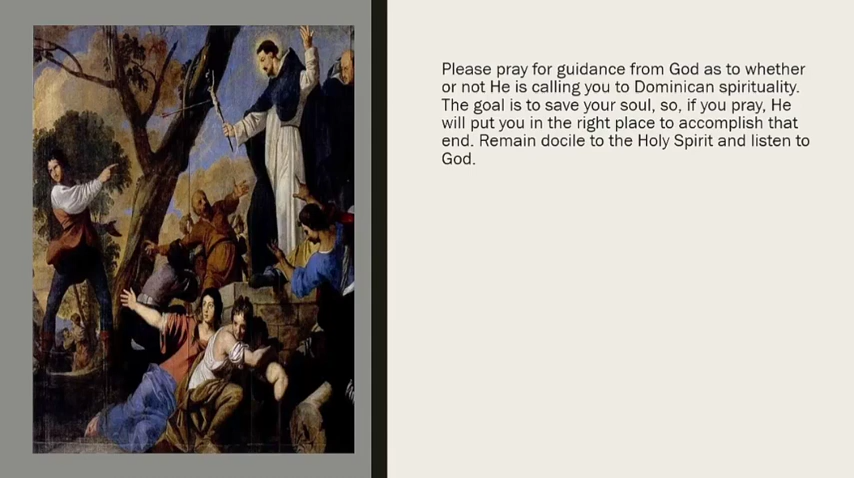 Please pray for guidance from God as to whether
or not He is calling you to Dominican spirituality.
The goal is to save your soul, so, if you pray, He
will put you in the right place to accomplish that
end. Remain docile to the Holy Spirit and listen to
God.